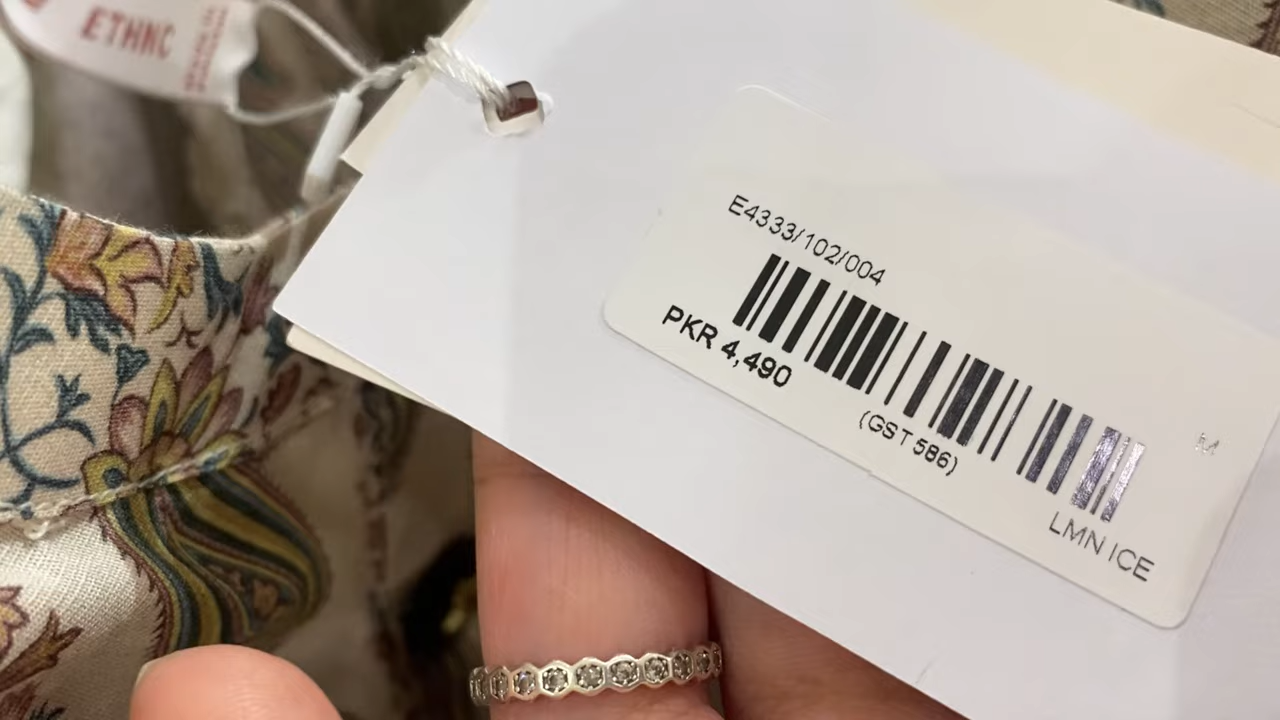 ETHNC
E4333/102/004
PKR 4,490
(GST 586)
M
LMN ICE